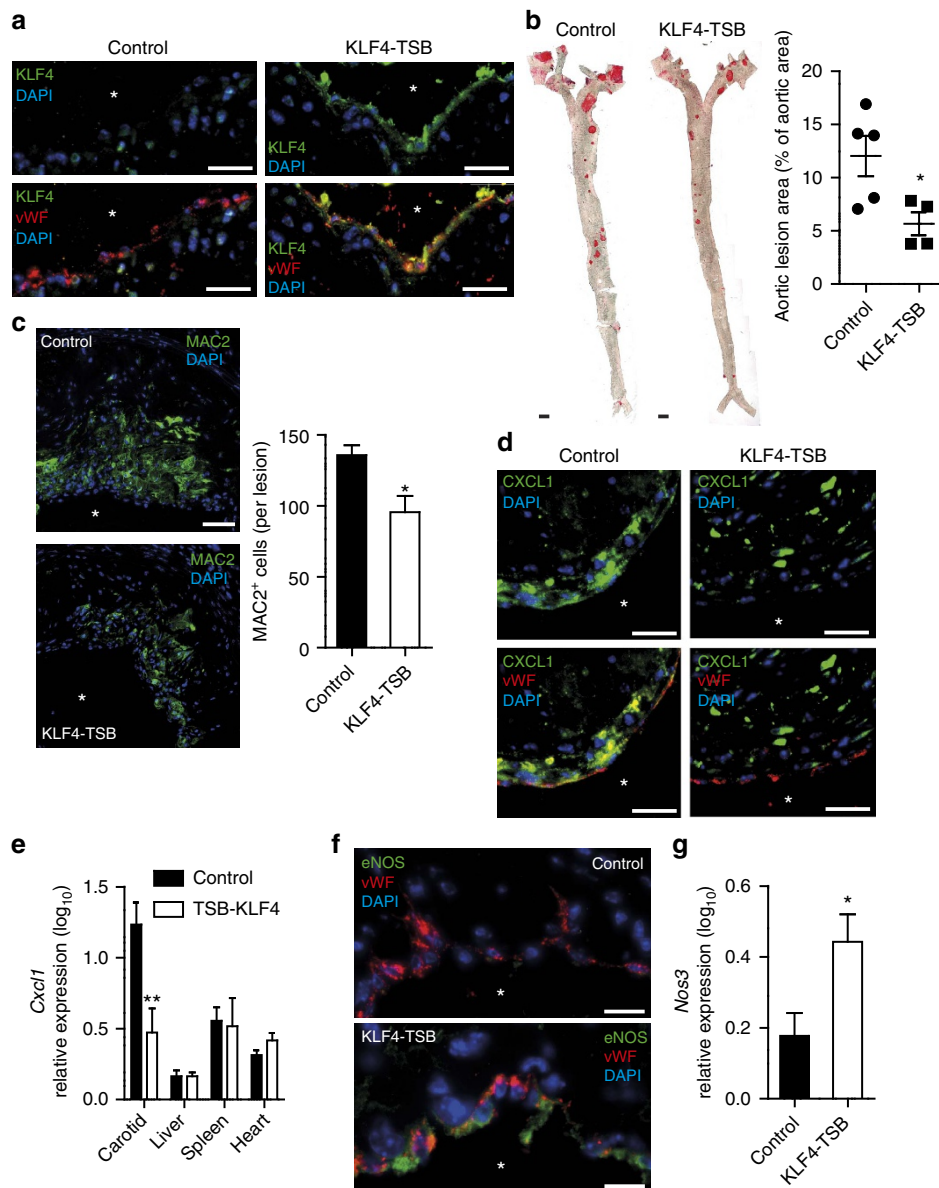 a
Control
KLF4-TSB
KLF4
DAPI
*
KLF4
DAPI
*
KLF4
vWF
DAPI
*
KLF4
vWF
DAPI
*
b
Control
KLF4-TSB
Aortic lesion area (% of aortic area)
20
15
10
5
0
*
Control
KLF4-TSB
c
Control
MAC2
DAPI
*
MAC2
DAPI
*
KLF4-TSB
MAC2⁺ cells (per lesion)
150
100
50
0
*
Control
KLF4-TSB
d
Control
KLF4-TSB
CXCL1
DAPI
*
CXCL1
DAPI
*
CXCL1
vWF
DAPI
*
CXCL1
vWF
DAPI
*
e
Cxcl1
relative expression (log₁₀)
1.5
1.0
0.5
0.0
Control
TSB-KLF4
**
Carotid
Liver
Spleen
Heart
f
eNOS
vWF
DAPI
Control
*
KLF4-TSB
eNOS
vWF
DAPI
*
g
Nos3
relative expression (log₁₀)
0.6
0.4
0.2
0.0
*
Control
KLF4-TSB